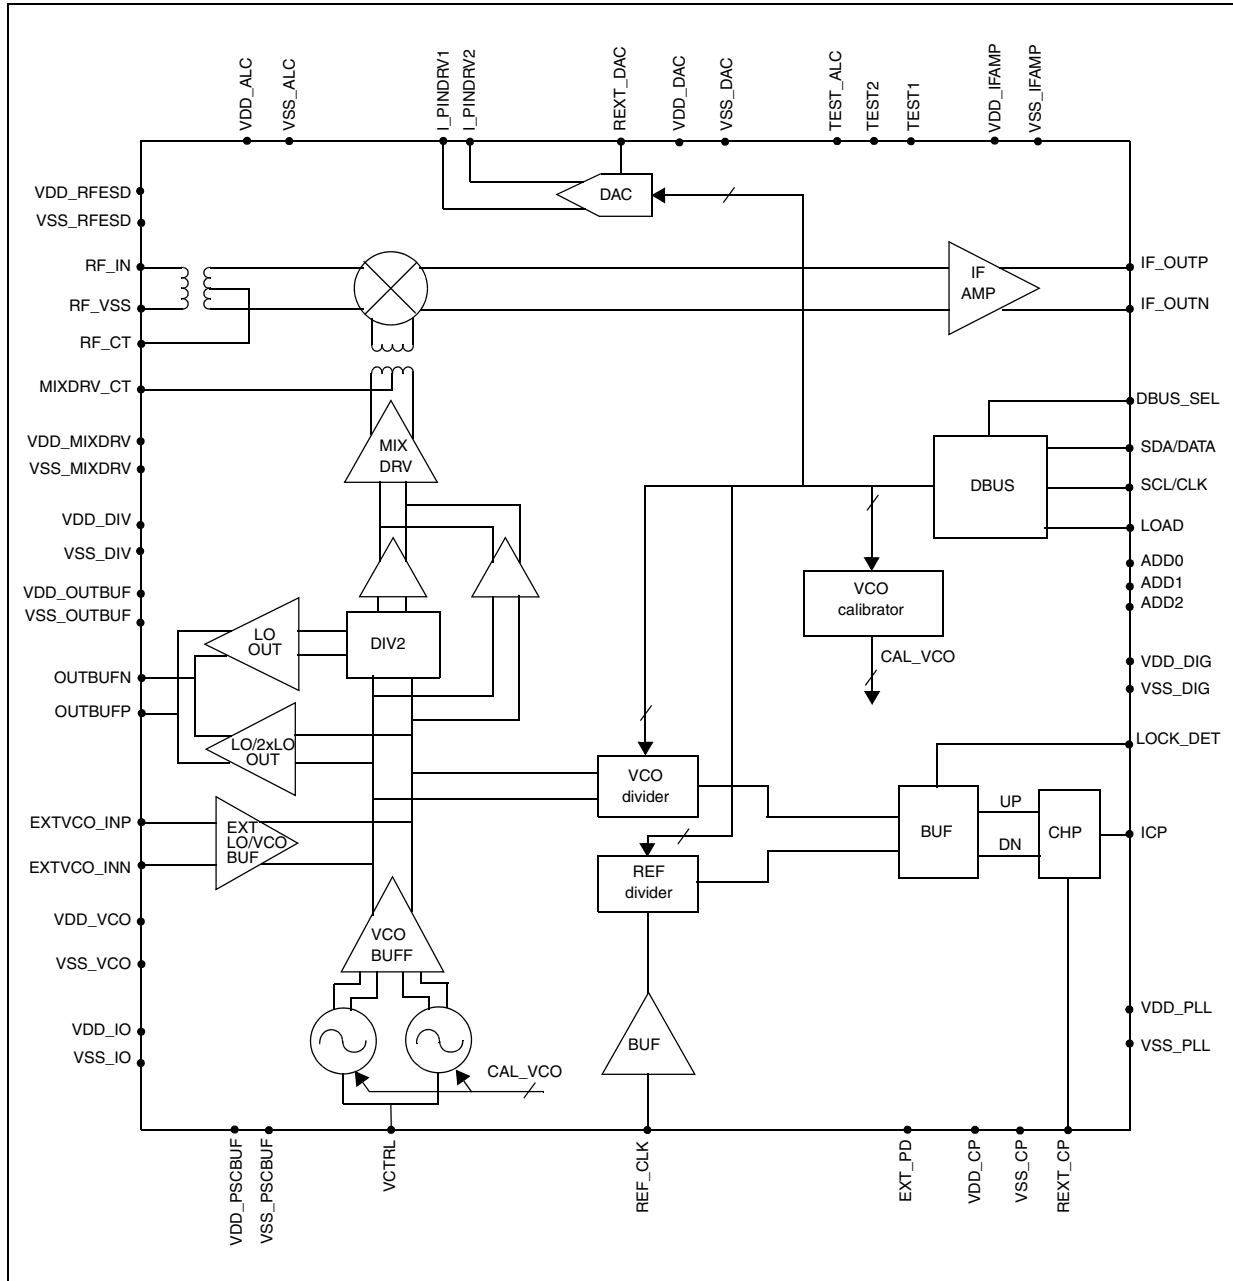 VDD_ALC
VSS_ALC
I_PINDRV1
I_PINDRV2
REXT_DAC
VDD_DAC
VSS_DAC
TEST_ALC
TEST2
TEST1
VDD_IFAMP
VSS_IFAMP
VDD_RFESD
VSS_RFESD
DAC
RF_IN
RF_VSS
RF_CT
IF
AMP
IF_OUTP
IF_OUTN
MIXDRV_CT
DBUS_SEL
VDD_MIXDRV
VSS_MIXDRV
MIX
DRV
DBUS
SDA/DATA
SCL/CLK
LOAD
VDD_DIV
VSS_DIV
ADD0
ADD1
ADD2
VDD_OUTBUF
VSS_OUTBUF
VCO
calibrator
LO
OUT
DIV2
CAL_VCO
VDD_DIG
VSS_DIG
OUTBUFN
OUTBUFP
LO/2xLO
OUT
LOCK_DET
VCO
divider
EXTVCO_INP
EXTVCO_INN
EXT
LO/VCO
BUF
BUF
UP
DN
CHP
ICP
REF
divider
VDD_VCO
VSS_VCO
VCO
BUFF
VDD_IO
VSS_IO
BUF
VDD_PLL
VSS_PLL
CAL_VCO
VDD_PSCBUF
VSS_PSCBUF
VCTRL
REF_CLK
EXT_PD
VDD_CP
VSS_CP
REXT_CP